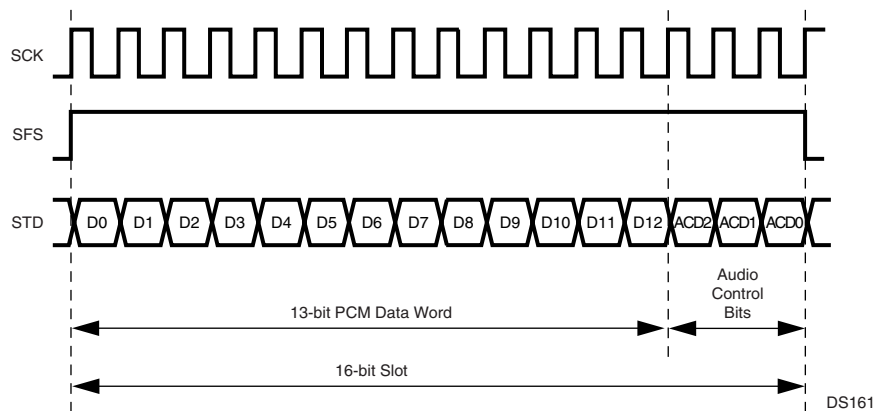 SCK
SFS
STD
D0 D1 D2 D3 D4 D5 D6 D7 D8 D9 D10 D11 D12 ACD2 ACD1 ACD0
Audio
Control
Bits
13-bit PCM Data Word
16-bit Slot
DS161